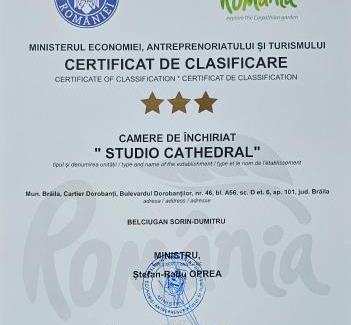 ROMÂNIEI
România
explore the Carpathian garden
MINISTERUL ECONOMIEI, ANTREPRENORIATULUI ȘI TURISMULUI
CERTIFICAT DE CLASIFICARE
CERTIFICATE OF CLASSIFICATION * CERTIFICAT DE CLASSIFICATION
CAMERE DE ÎNCHIRIAT
" STUDIO CATHEDRAL"
tipul și denumirea unității / type and name of the establishment / type et le nom de l'établissement
Mun. Brăila, Cartier Dorobanți, Bulevardul Dorobanților, nr. 46, bl. A56, sc. D et. 6, ap. 101, jud. Brăila
adresa / address / adresse
BELCIUGAN SORIN-DUMITRU
România
MINISTRU,
Ștefan-Radu OPREA